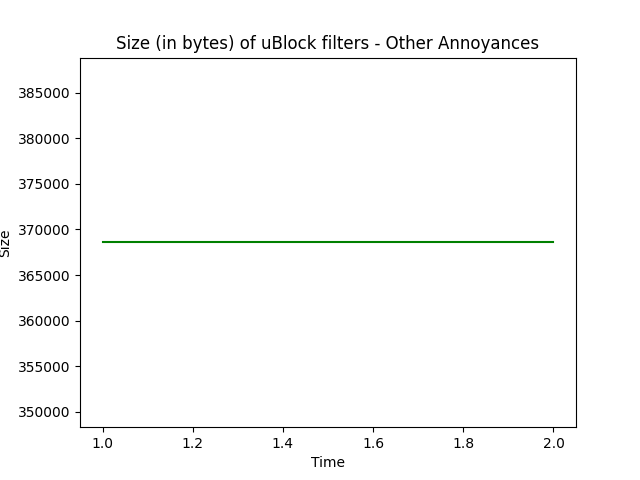 Size (in bytes) of uBlock filters - Other Annoyances
385000
380000
375000
370000
365000
360000
355000
350000
Size
1.0 1.2 1.4 1.6 1.8 2.0
Time